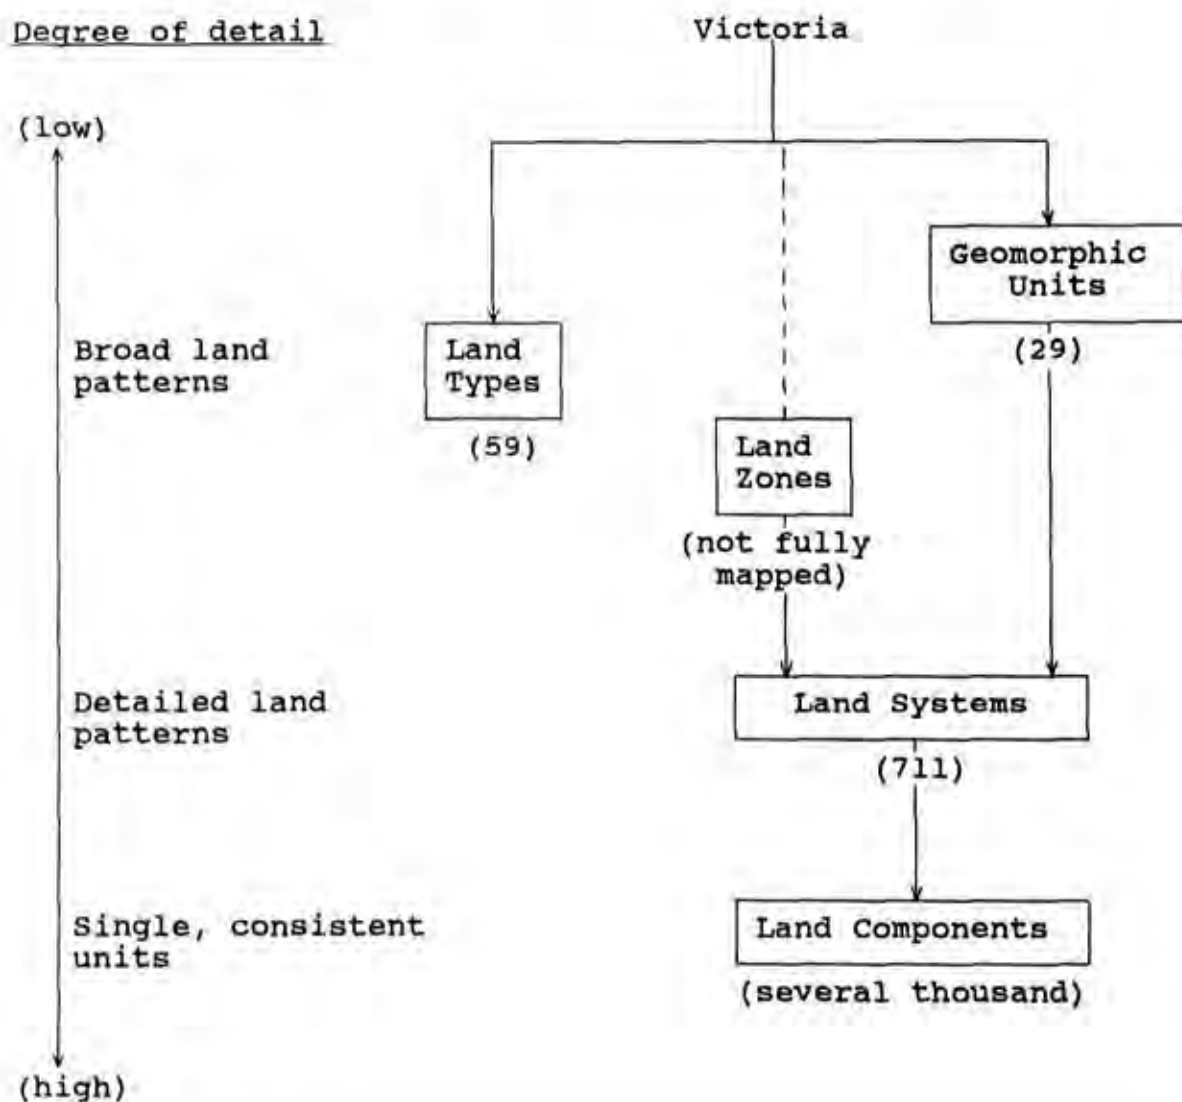 Degree of detail
Victoria
(low)
Geomorphic
Units
(29)
Broad land
patterns
Land
Types
(59)
Land
Zones
(not fully
mapped)
Detailed land
patterns
Land Systems
(711)
Single, consistent
units
Land Components
(several thousand)
(high)